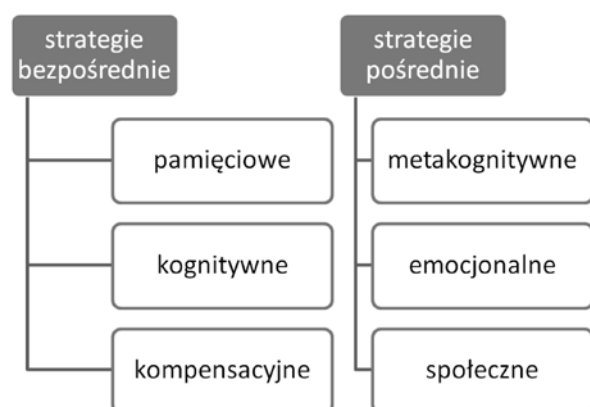 strategie
bezpośrednie
pamięciowe
kognitywne
kompensacyjne
strategie
pośrednie
metakognitywne
emocjonalne
społeczne